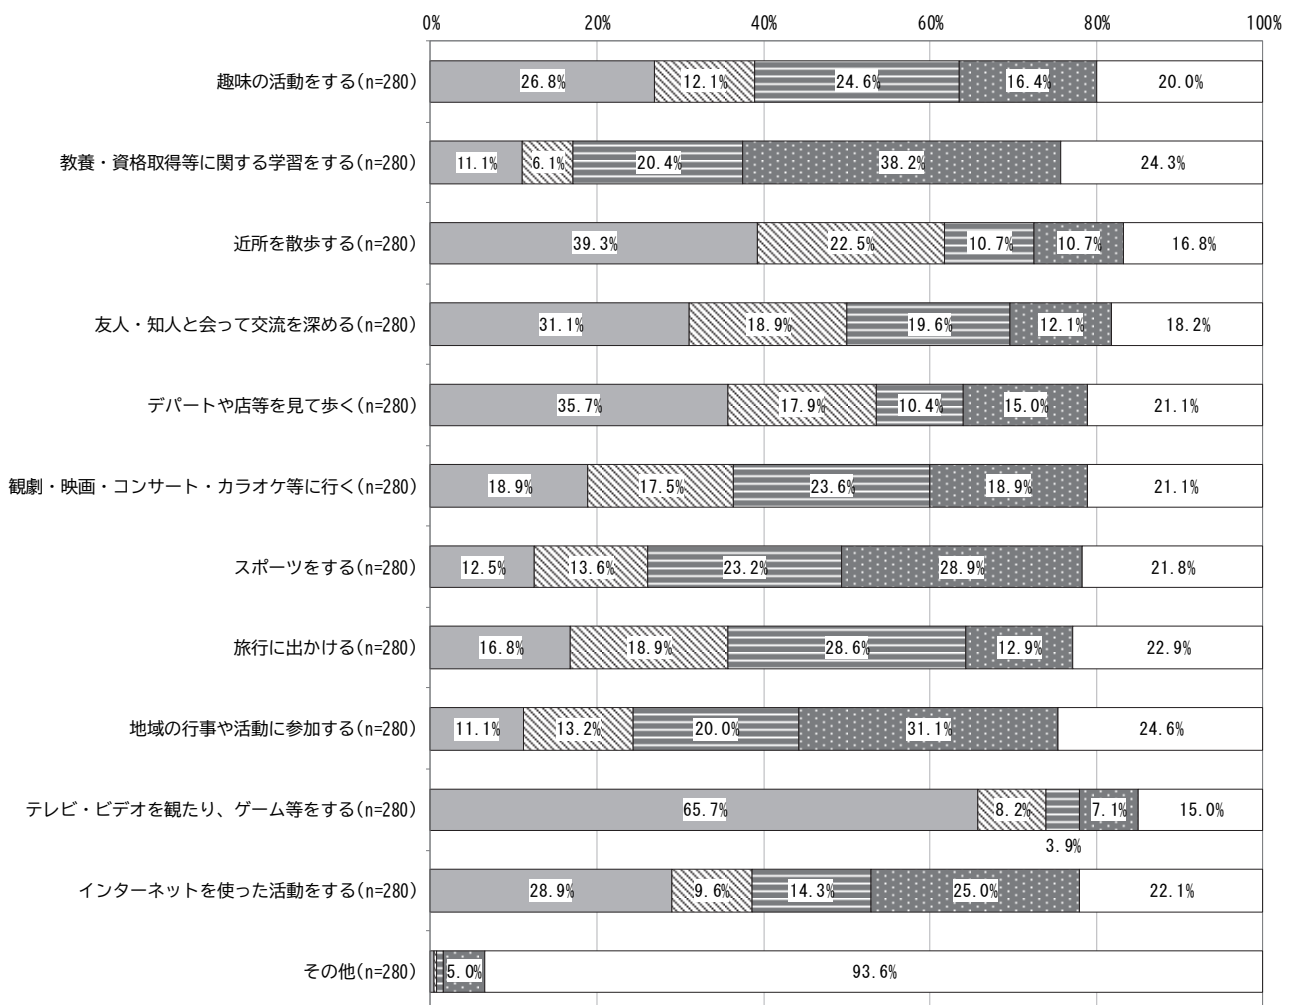 0% 20% 40% 60% 80% 100%
趣味の活動をする(n=280) 26.8% 12.1% 24.6% 16.4% 20.0%
教養・資格取得等に関する学習をする(n=280) 11.1% 6.1% 20.4% 38.2% 24.3%
近所を散歩する(n=280) 39.3% 22.5% 10.7% 10.7% 16.8%
友人・知人と会って交流を深める(n=280) 31.1% 18.9% 19.6% 12.1% 18.2%
デパートや店等を見て歩く(n=280) 35.7% 17.9% 10.4% 15.0% 21.1%
観劇・映画・コンサート・カラオケ等に行く(n=280) 18.9% 17.5% 23.6% 18.9% 21.1%
スポーツをする(n=280) 12.5% 13.6% 23.2% 28.9% 21.8%
旅行に出かける(n=280) 16.8% 18.9% 28.6% 12.9% 22.9%
地域の行事や活動に参加する(n=280) 11.1% 13.2% 20.0% 31.1% 24.6%
テレビ・ビデオを観たり、ゲーム等をする(n=280) 65.7% 8.2% 7.1% 15.0%
3.9%
インターネットを使った活動をする(n=280) 28.9% 9.6% 14.3% 25.0% 22.1%
その他(n=280) 5.0% 93.6%